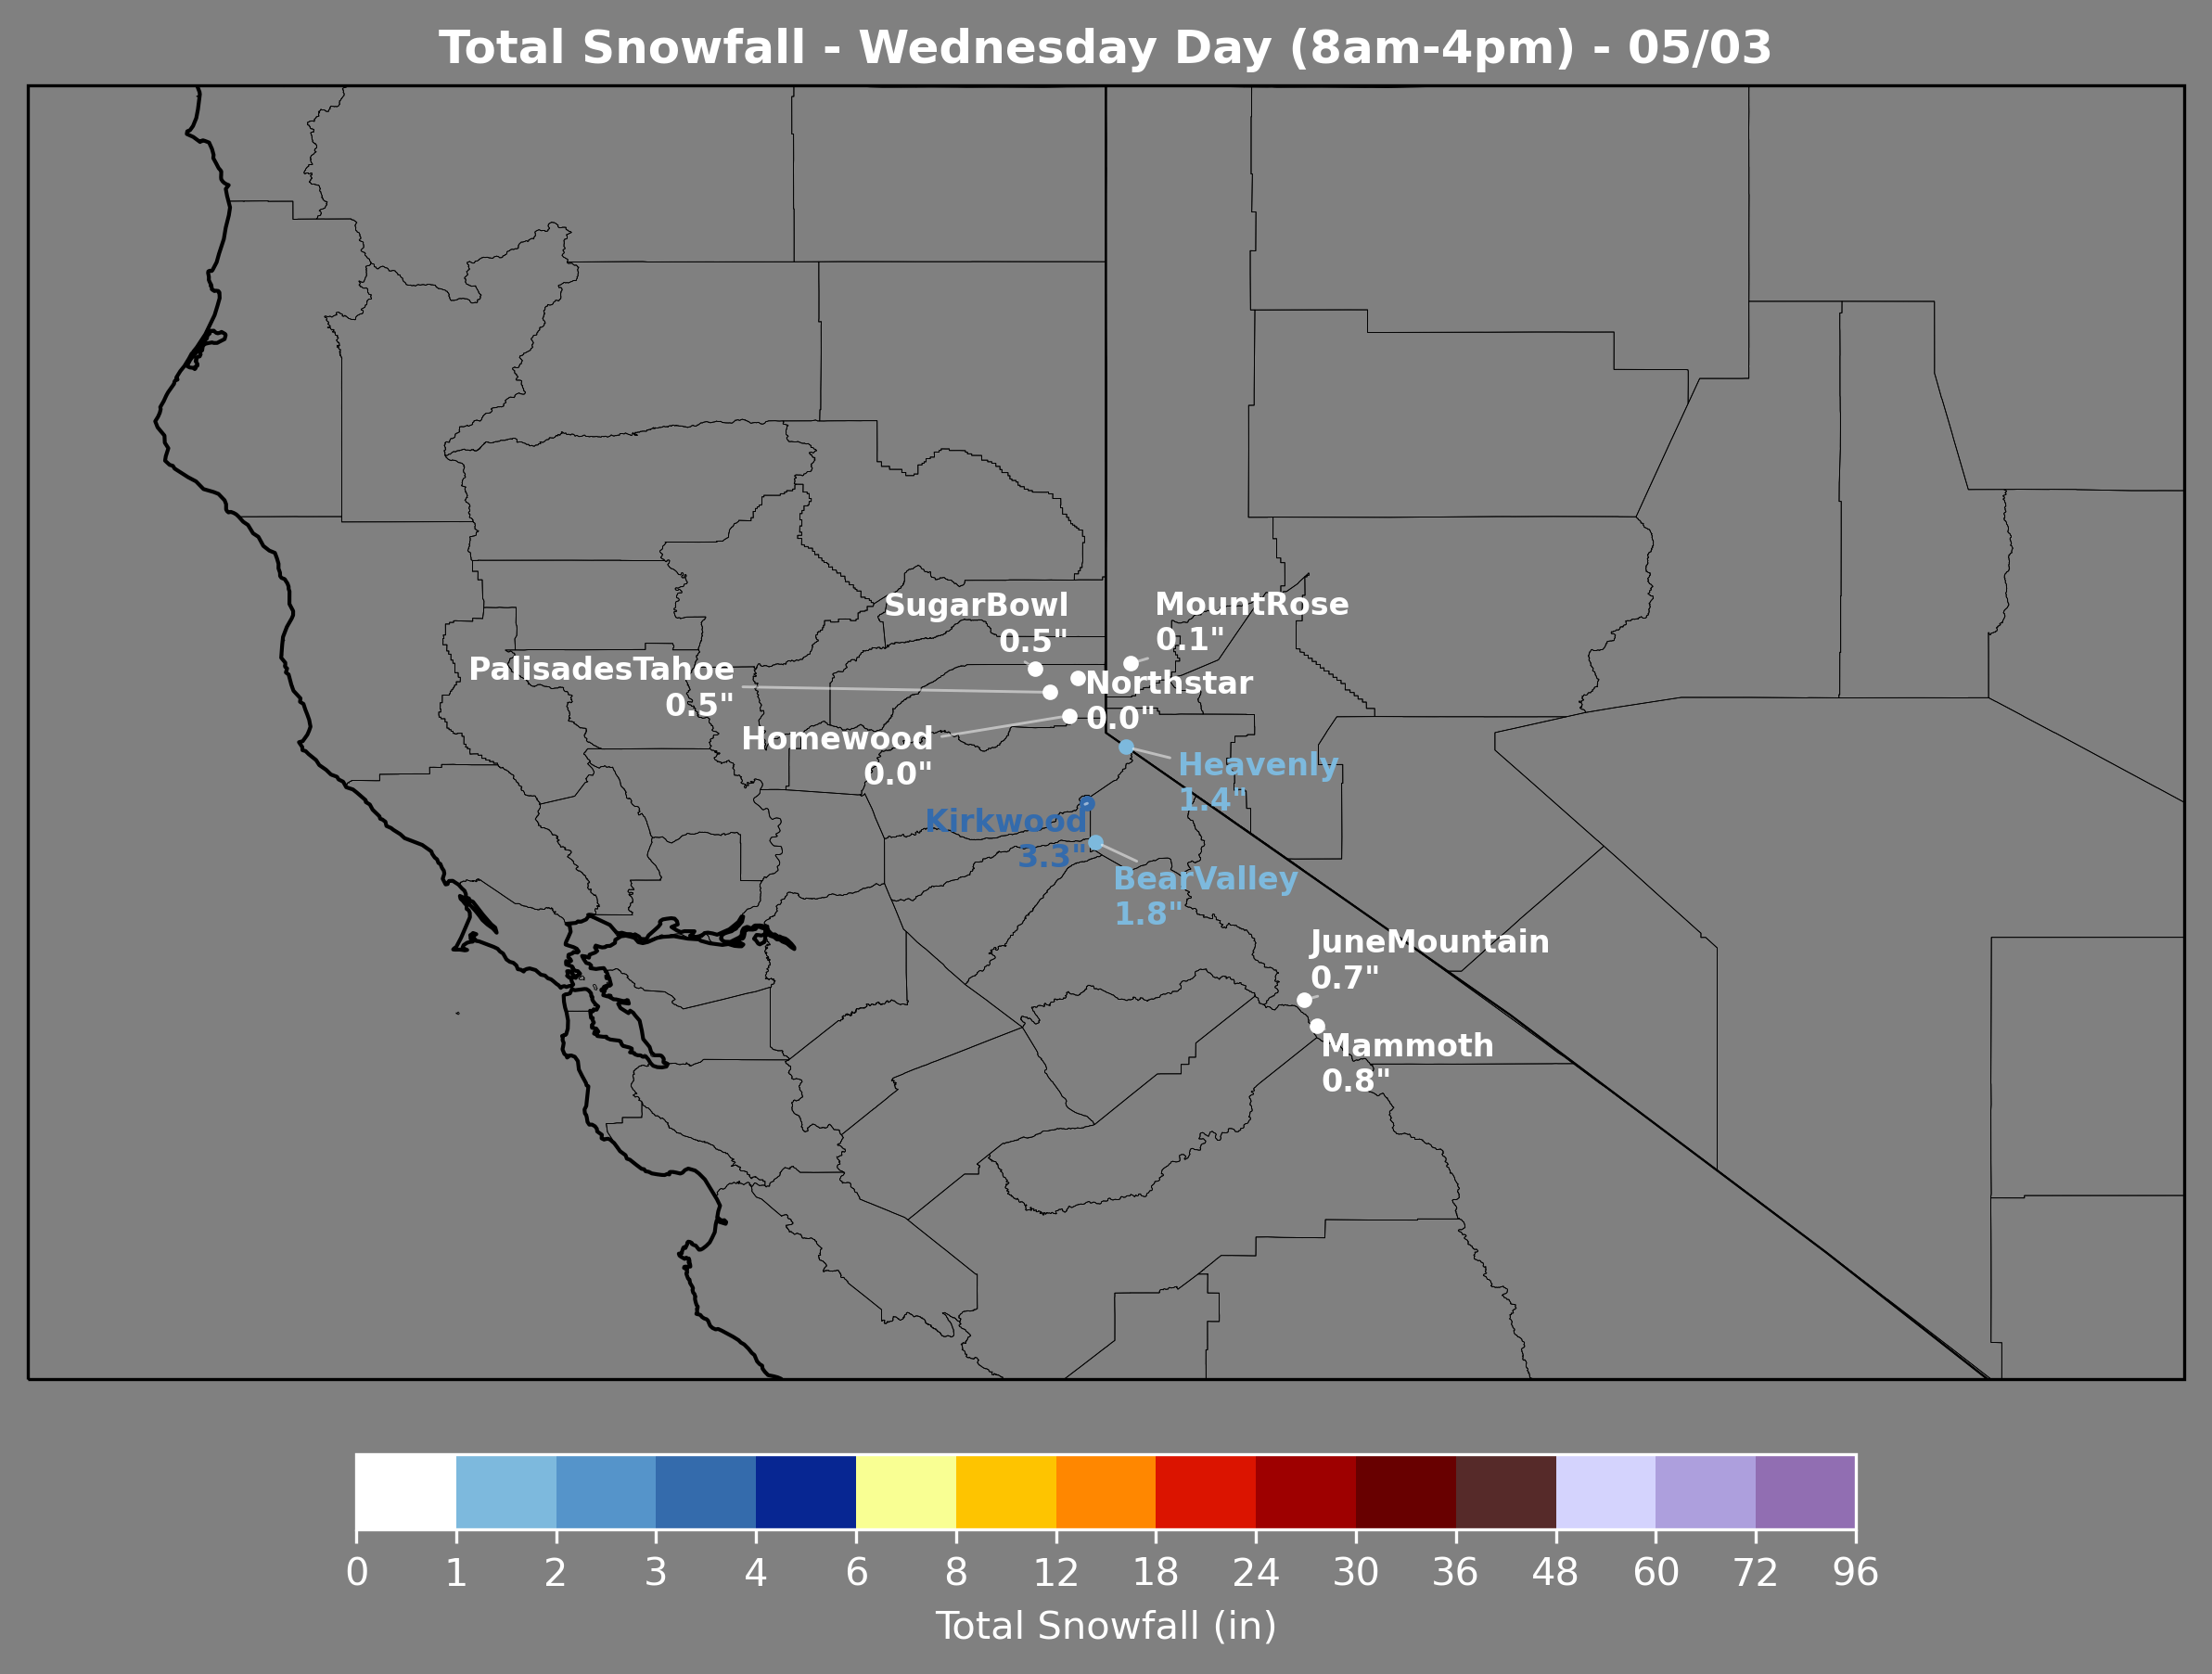 Total Snowfall - Wednesday Day (8am-4pm) - 05/03
SugarBowl
0.5"
MountRose
0.1"
PalisadesTahoe
0.5"
Northstar
0.0"
Homewood
0.0"
Heavenly
1.4"
Kirkwood
3.3"
BearValley
1.8"
JuneMountain
0.7"
Mammoth
0.8"
0 1 2 3 4 6 8 12 18 24 30 36 48 60 72 96
Total Snowfall (in)